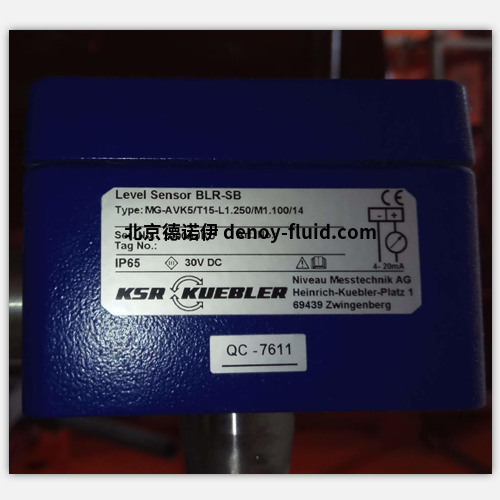 Level Sensor BLR-SB
Type: MG-AVK5/T15-L1.250/M1.100/14
北京德诺伊 denoy-fluid.com
Tag No.:
IP65 30V DC
4- 20mA
KSR KUEBLER
Niveau Messtechnik AG
Heinrich-Kuebler-Platz 1
69439 Zwingenberg
QC - 7611